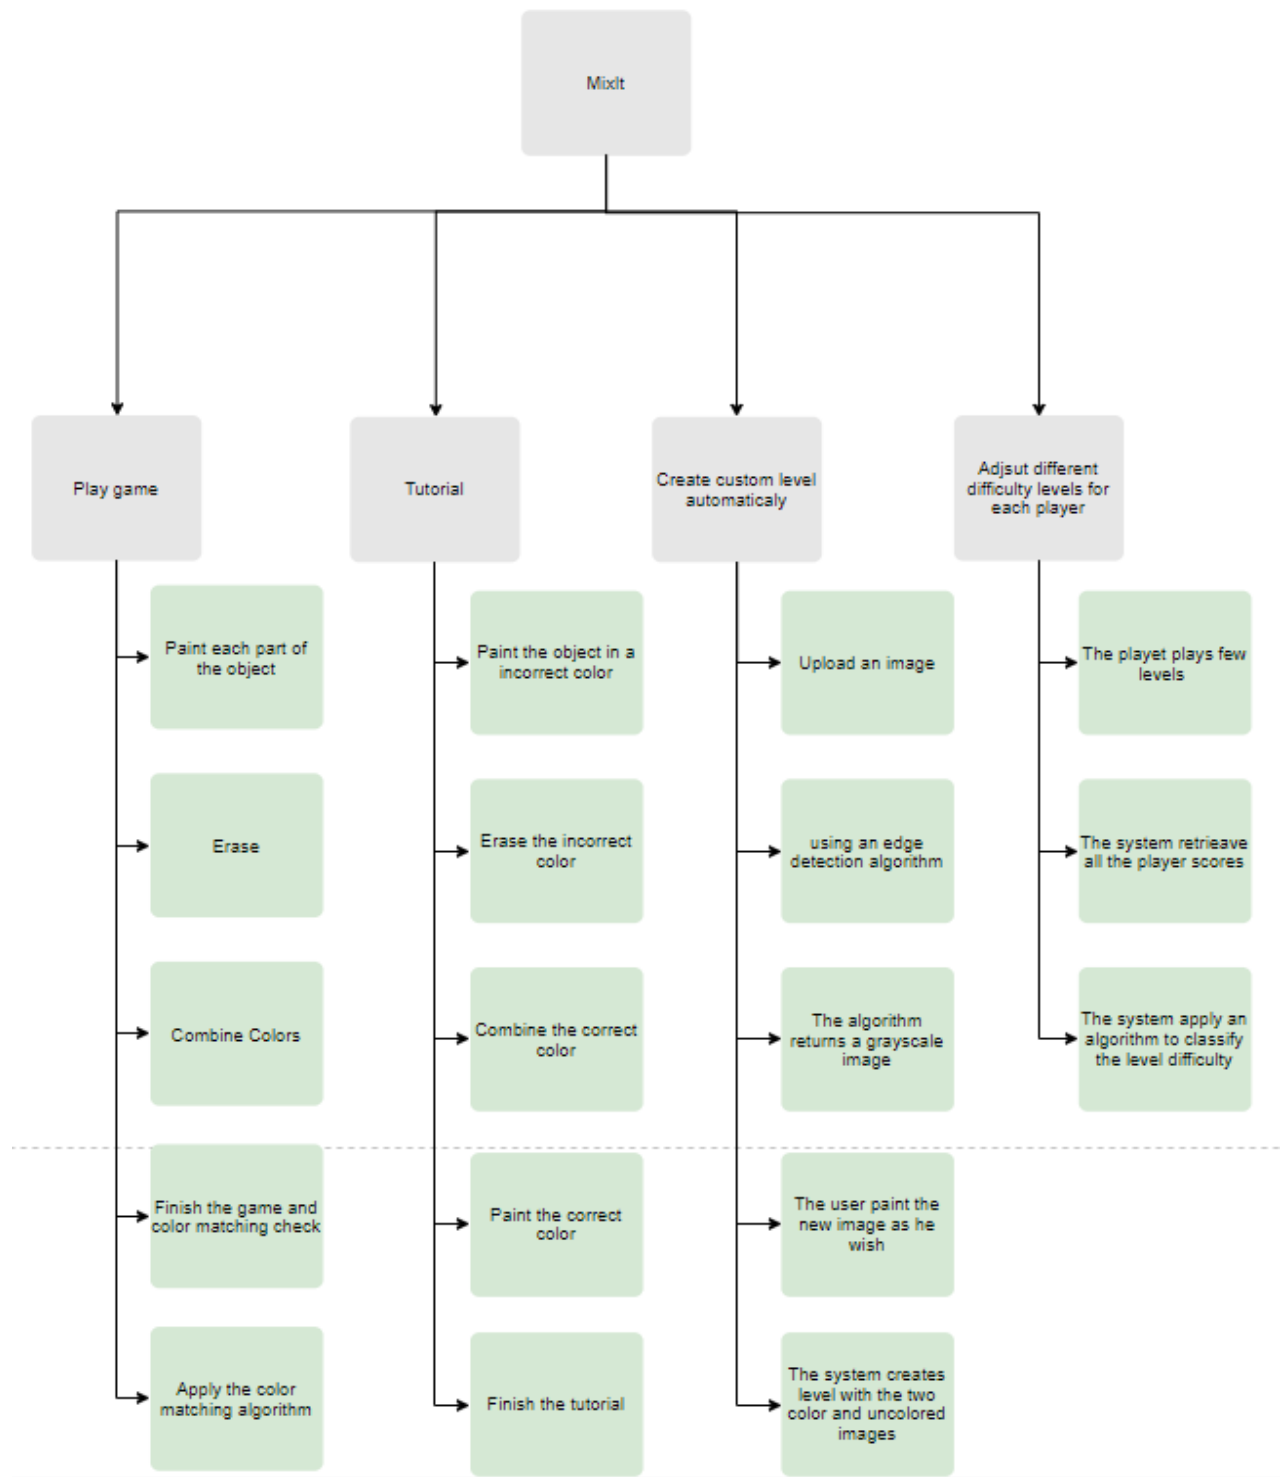 MixIt
Play game
Tutorial
Create custom level
automaticaly
Adjsut different
difficulty levels for
each player
Paint each part of
the object
Erase
Combine Colors
Finish the game and
color matching check
Apply the color
matching algorithm
Paint the object in a
incorrect color
Erase the incorrect
color
Combine the correct
color
Paint the correct
color
Finish the tutorial
Upload an image
using an edge
detection algorithm
The algorithm
returns a grayscale
image
The user paint the
new image as he
wish
The system creates
level with the two
color and uncolored
images
The playet plays few
levels
The system retrieave
all the player scores
The system apply an
algorithm to classify
the level difficulty